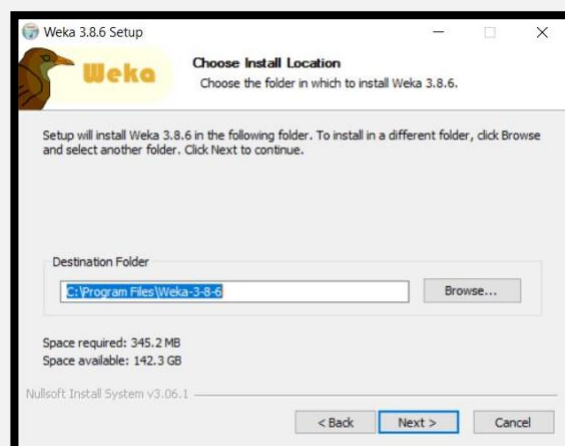 Weka 3.8.6 Setup
Weka
Choose Install Location
Choose the folder in which to install Weka 3.8.6.
Setup will install Weka 3.8.6 in the following folder. To install in a different folder, click Browse
and select another folder. Click Next to continue.
Destination Folder
C:\Program Files\Weka-3-8-6
Browse...
Space required: 345.2 MB
Space available: 142.3 GB
Nullsoft Install System v3.06.1
< Back Next > Cancel